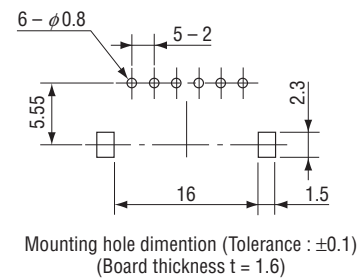 6 – ϕ0.8
5 – 2
5.55
2.3
16
1.5
Mounting hole dimention (Tolerance : ±0.1)
(Board thickness t = 1.6)